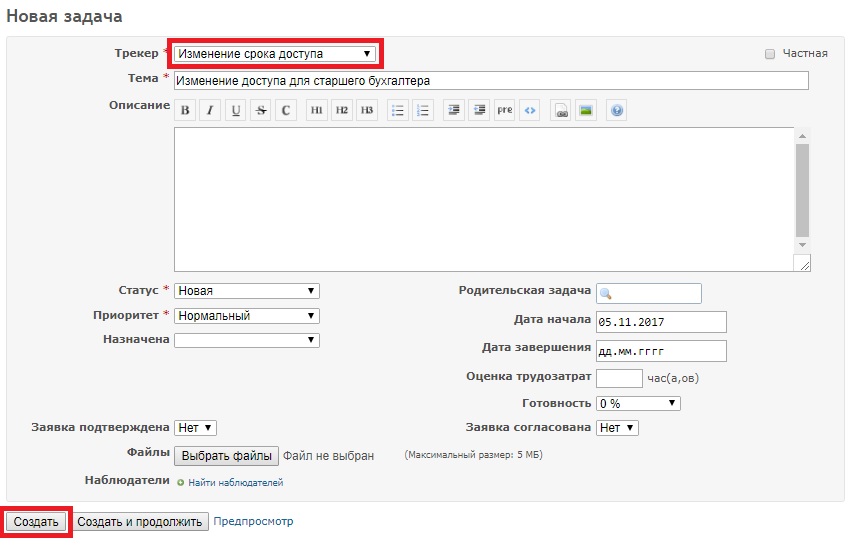 Новая задача
Трекер * Изменение срока доступа Частная
Тема * Изменение доступа для старшего бухгалтера
Описание B I U S C H1 H2 H3 pre <>
Статус * Новая Родительская задача
Приоритет * Нормальный Дата начала 05.11.2017
Назначена Дата завершения дд.мм.гггг
Оценка трудозатрат час(а,ов)
Готовность 0 %
Заявка подтверждена Нет Заявка согласована Нет
Файлы Выбрать файлы Файл не выбран (Максимальный размер: 5 МБ)
Наблюдатели Найти наблюдателей
Создать Создать и продолжить Предпросмотр